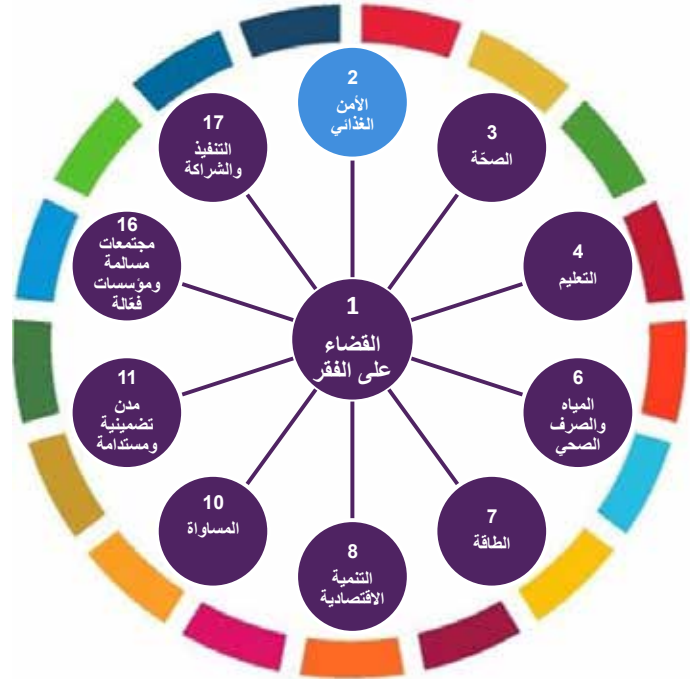 2
الأمن
الغذائي
3
الصحّة
4
التعليم
6
المياه
والصرف
الصحي
7
الطاقة
8
التنمية
الاقتصادية
10
المساواة
11
مدن
تضمينية
ومستدامة
16
مجتمعات
مسالمة
ومؤسسات
فعّالة
17
التنفيذ
والشراكة
1
القضاء
على الفقر